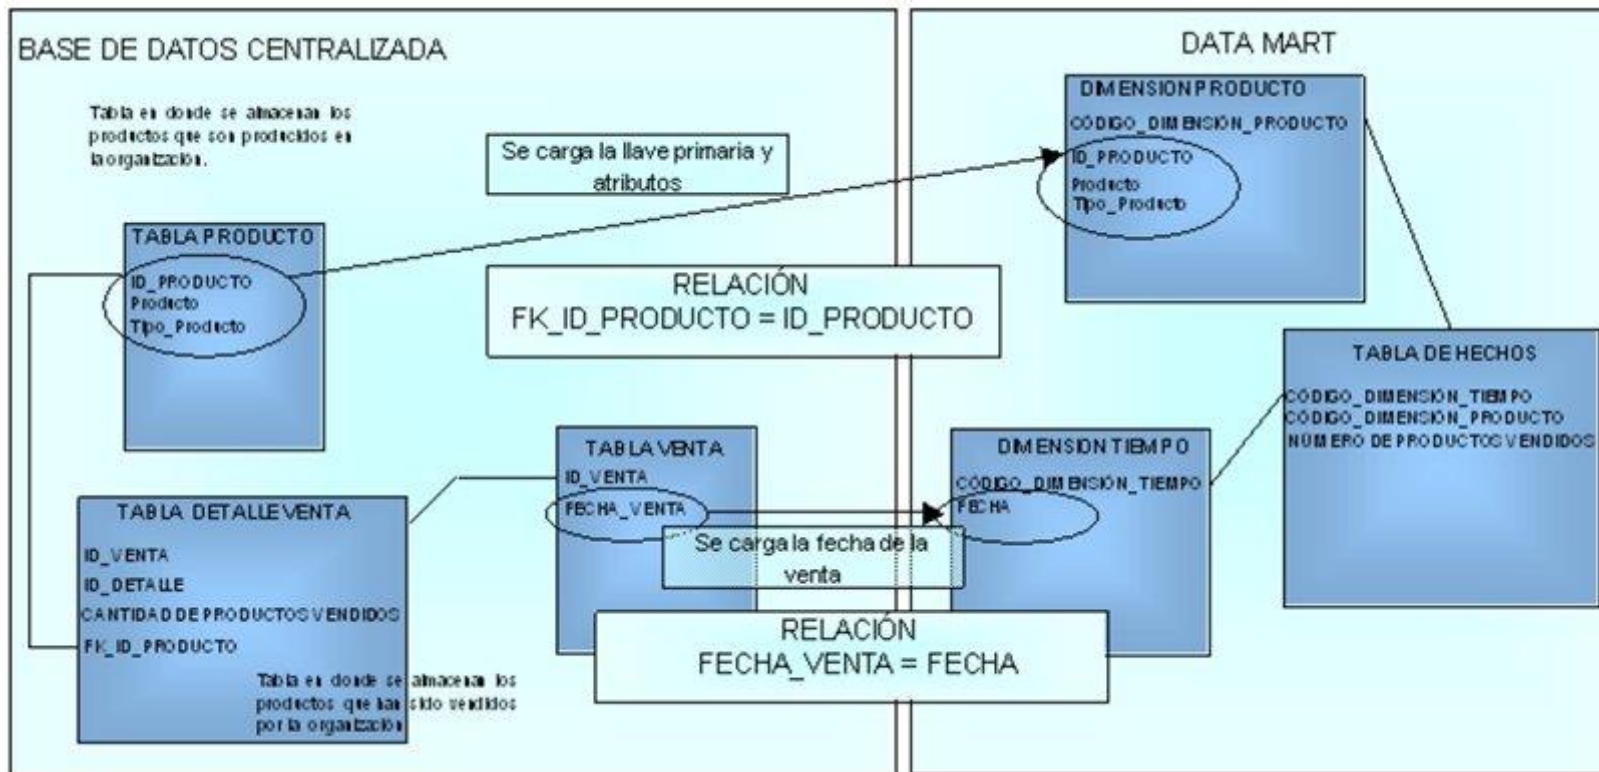 BASE DE DATOS CENTRALIZADA
Tabla en donde se almacenan los
productos que son producidos en
la organización.
Se carga la llave primaria y
atributos
TABLA PRODUCTO
ID_PRODUCTO
Producto
Tipo_Producto
RELACIÓN
FK_ID_PRODUCTO = ID_PRODUCTO
TABLA VENTA
ID_VENTA
FECHA_VENTA
TABLA DETALLE VENTA
ID_VENTA
ID_DETALLE
CANTIDAD DE PRODUCTOS VENDIDOS
FK_ID_PRODUCTO
Tabla en donde se almacenan los
productos que han sido vendidos
por la organización
Se carga la fecha de la
venta
RELACIÓN
FECHA_VENTA = FECHA
DATA MART
DIMENSION PRODUCTO
CÓDIGO_DIMENSIÓN_PRODUCTO
ID_PRODUCTO
Producto
Tipo_Producto
DIMENSION TIEMPO
CÓDIGO_DIMENSIÓN_TIEMPO
FECHA
TABLA DE HECHOS
CÓDIGO_DIMENSIÓN_TIEMPO
CÓDIGO_DIMENSIÓN_PRODUCTO
NÚMERO DE PRODUCTOS VENDIDOS